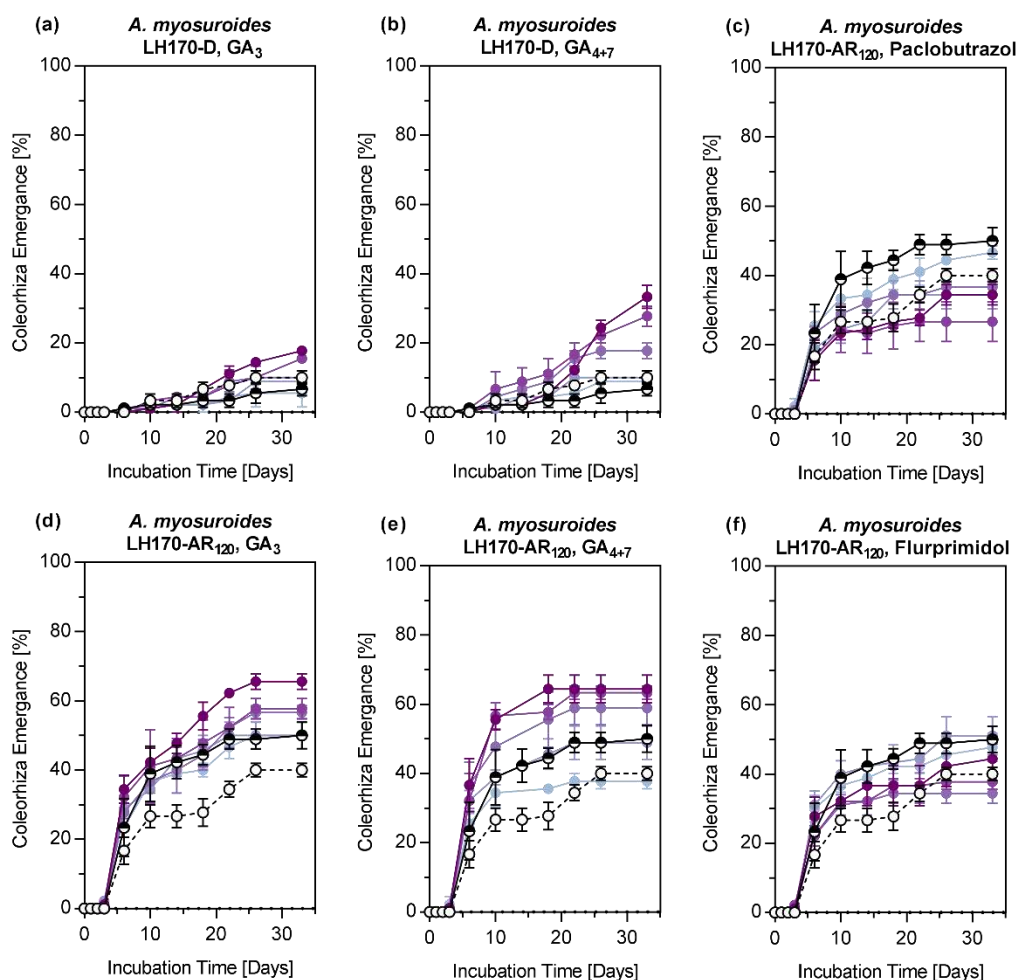 (a) A. myosuroides
LH170-D, GA3
100
80
60
40
20
0
Coleorhiza Emergance [%]
0 10 20 30
Incubation Time [Days]
(b) A. myosuroides
LH170-D, GA4+7
100
80
60
40
20
0
Coleorhiza Emergance [%]
0 10 20 30
Incubation Time [Days]
(c) A. myosuroides
LH170-AR120, Paclobutrazol
100
80
60
40
20
0
Coleorhiza Emergance [%]
0 10 20 30
Incubation Time [Days]
(d) A. myosuroides
LH170-AR120, GA3
100
80
60
40
20
0
Coleorhiza Emergance [%]
0 10 20 30
Incubation Time [Days]
(e) A. myosuroides
LH170-AR120, GA4+7
100
80
60
40
20
0
Coleorhiza Emergance [%]
0 10 20 30
Incubation Time [Days]
(f) A. myosuroides
LH170-AR120, Flurprimidol
100
80
60
40
20
0
Coleorhiza Emergance [%]
0 10 20 30
Incubation Time [Days]